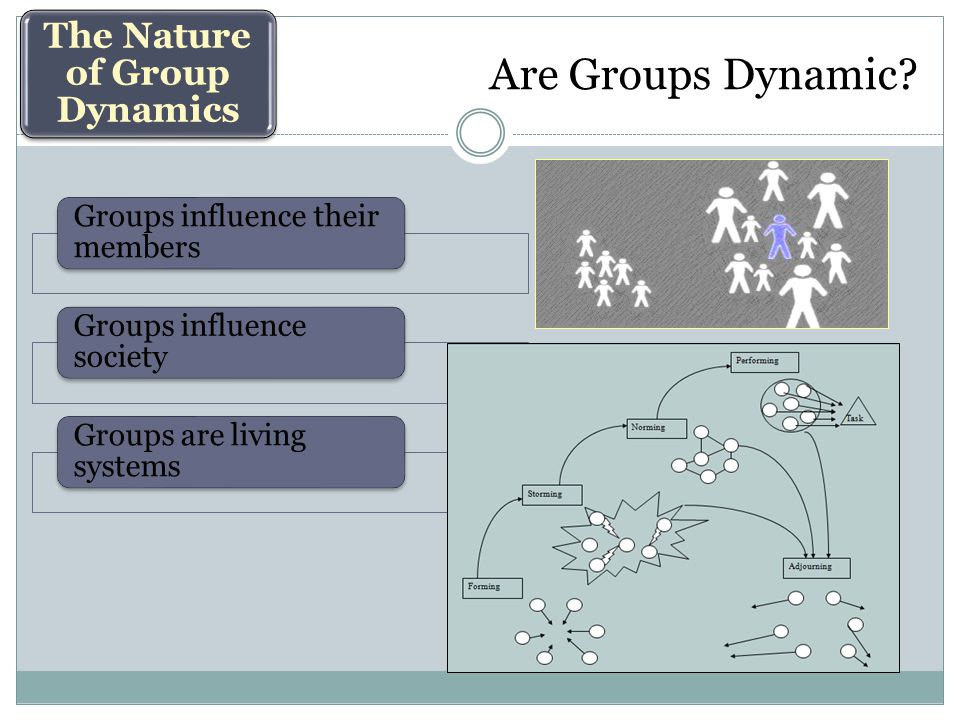 The Nature
of Group
Dynamics
Are Groups Dynamic?
Groups influence their
members
Groups influence
society
Groups are living
systems
Performing
Task
Norming
Storming
Adjourning
Forming